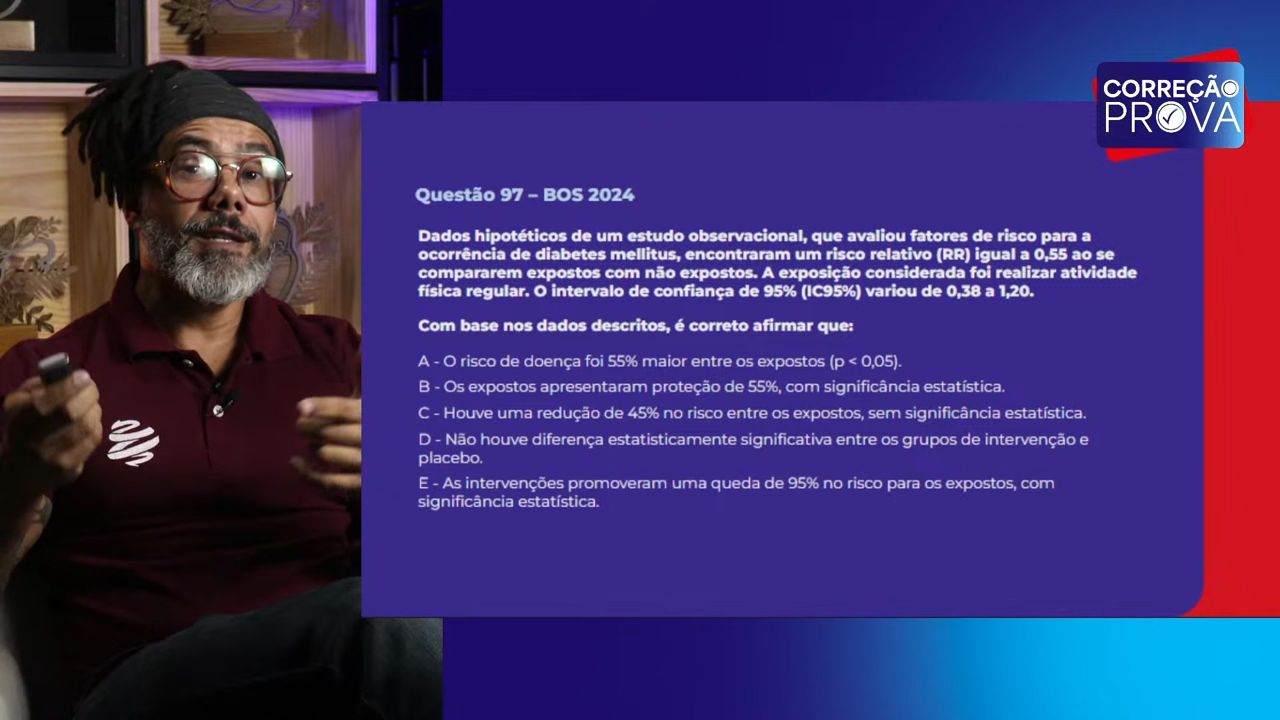 CORREÇÃO
PROVA
Questão 97 – BOS 2024
Dados hipotéticos de um estudo observacional, que avaliou fatores de risco para a
ocorrência de diabetes mellitus, encontraram um risco relativo (RR) igual a 0,55 ao se
compararem expostos com não expostos. A exposição considerada foi realizar atividade
física regular. O intervalo de confiança de 95% (IC95%) variou de 0,38 a 1,20.
Com base nos dados descritos, é correto afirmar que:
A - O risco de doença foi 55% maior entre os expostos (p < 0,05).
B - Os expostos apresentaram proteção de 55%, com significância estatística.
C - Houve uma redução de 45% no risco entre os expostos, sem significância estatística.
D - Não houve diferença estatisticamente significativa entre os grupos de intervenção e
placebo.
E - As intervenções promoveram uma queda de 95% no risco para os expostos, com
significância estatística.